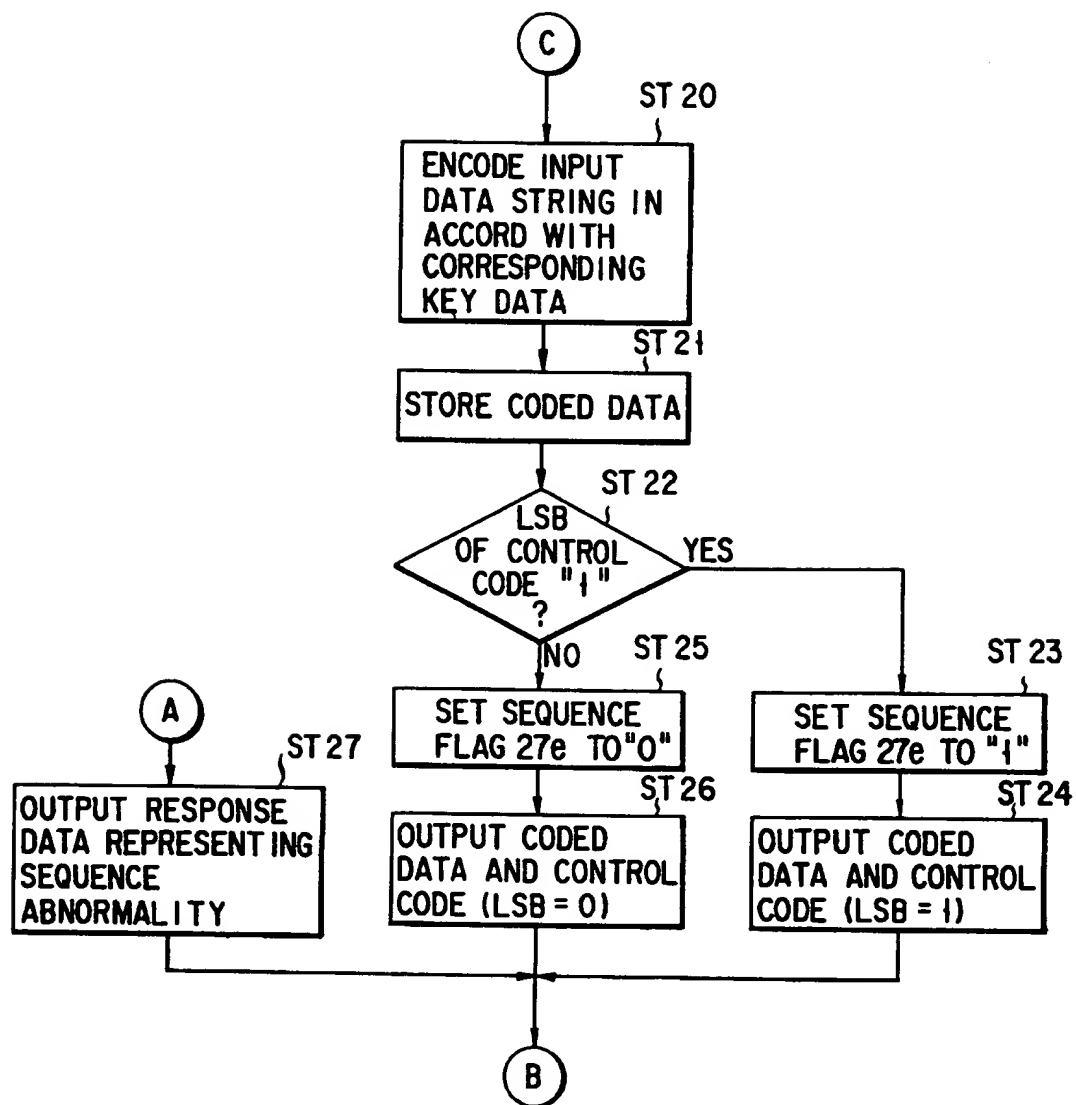 C
ST 20
ENCODE INPUT
DATA STRING IN
ACCORD WITH
CORRESPONDING
KEY DATA
ST 21
STORE CODED DATA
ST 22
LSB
OF CONTROL
CODE "1"
?
YES
NO
ST 25
SET SEQUENCE
FLAG 27e TO "0"
ST 23
SET SEQUENCE
FLAG 27e TO "1"
A
ST 27
OUTPUT RESPONSE
DATA REPRESENTING
SEQUENCE
ABNORMALITY
ST 26
OUTPUT CODED
DATA AND CONTROL
CODE (LSB = 0)
ST 24
OUTPUT CODED
DATA AND CONTROL
CODE (LSB = 1)
B